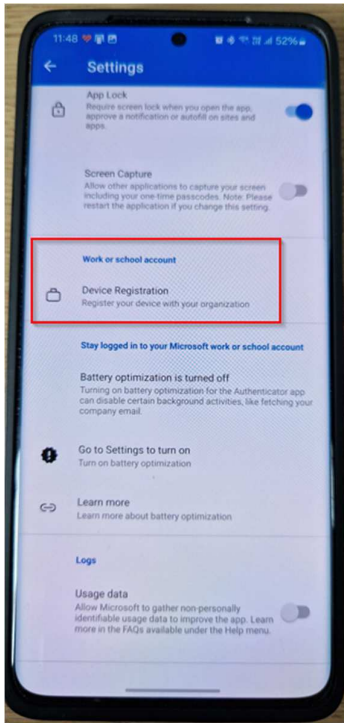 11:48
52%
Settings
App Lock
Require screen lock when you open the app,
approve a notification or autofill on sites and
apps.
Screen Capture
Allow other applications to capture your screen
including your one-time passcodes. Note: Please
restart the application if you change this setting.
Work or school account
Device Registration
Register your device with your organization
Stay logged in to your Microsoft work or school account
Battery optimization is turned off
Turning on battery optimization for the Authenticator app
can disable certain background activities, like fetching your
company email.
Go to Settings to turn on
Turn on battery optimization
Learn more
Learn more about battery optimization
Logs
Usage data
Allow Microsoft to gather non-personally
identifiable usage data to improve the app. Learn
more in the FAQs available under the Help menu.